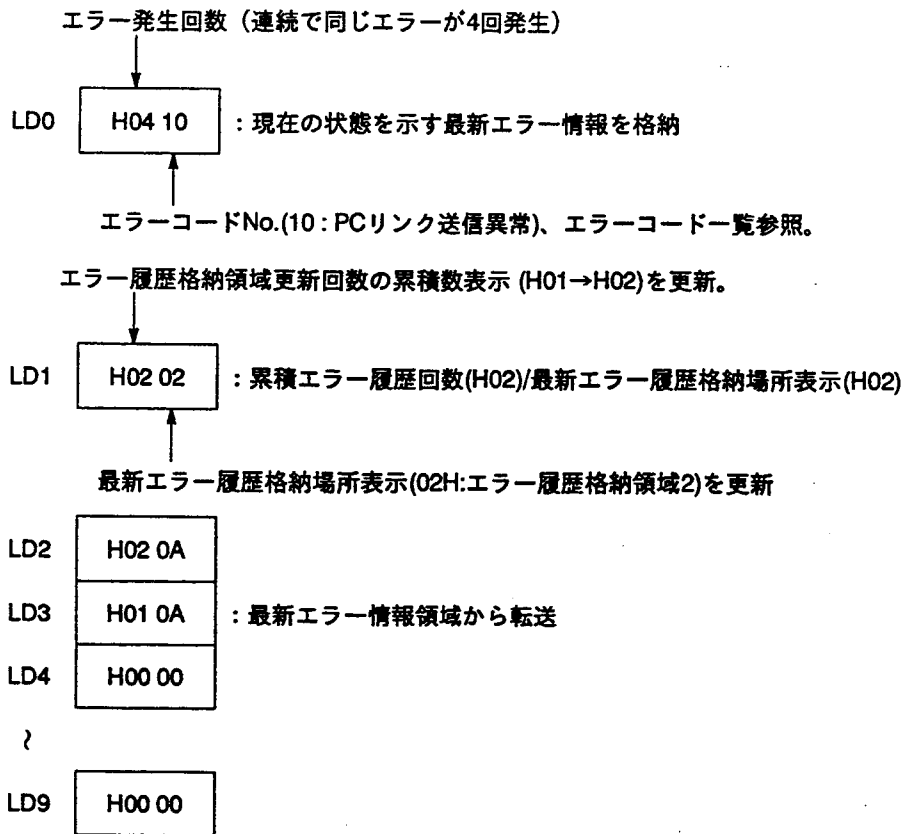 エラー発生回数（連続で同じエラーが4回発生）
LD0 H04 10 : 現在の状態を示す最新エラー情報を格納
エラーコードNo.(10 : PCリンク送信異常)、エラーコード一覧参照。
エラー履歴格納領域更新回数の累積数表示 (H01→H02)を更新。
LD1 H02 02 : 累積エラー履歴回数(H02)/最新エラー履歴格納場所表示(H02)
最新エラー履歴格納場所表示(02H:エラー履歴格納領域2)を更新
LD2 H02 0A
LD3 H01 0A : 最新エラー情報領域から転送
LD4 H00 00
～
LD9 H00 00